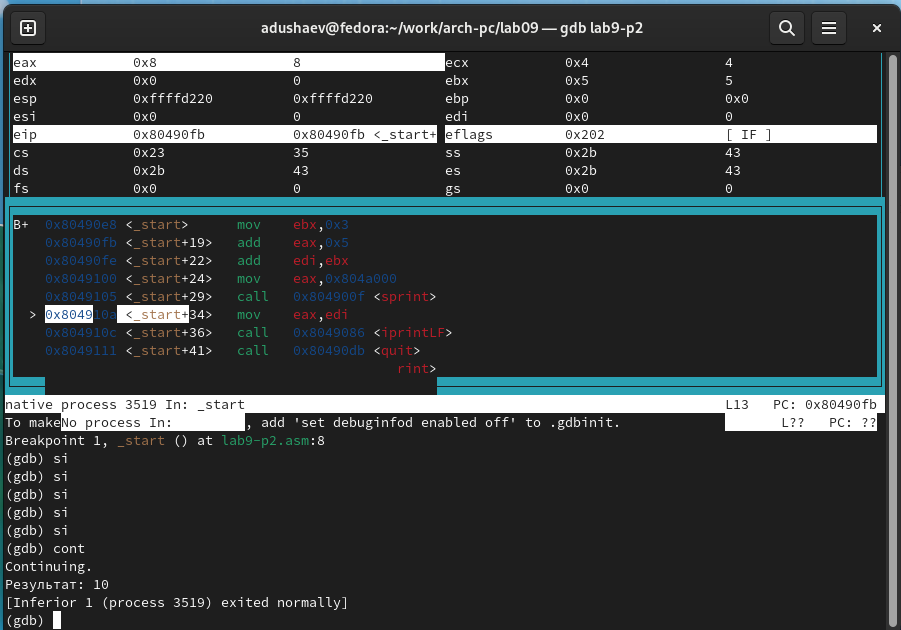 adushaev@fedora:~/work/arch-pc/lab09 — gdb lab9-p2
eax 0x8 8 ecx 0x4 4
edx 0x0 0 ebx 0x5 5
esp 0xffffd220 0xffffd220 ebp 0x0 0x0
esi 0x0 0 edi 0x0 0
eip 0x80490fb 0x80490fb <_start+ eflags 0x202 [ IF ]
cs 0x23 35 ss 0x2b 43
ds 0x2b 43 es 0x2b 43
fs 0x0 0 gs 0x0 0
B+ 0x80490e8 <_start> mov ebx,0x3
0x80490fb <_start+19> add eax,0x5
0x80490fe <_start+22> add edi,ebx
0x8049100 <_start+24> mov eax,0x804a000
0x8049105 <_start+29> call 0x804900f <sprint>
> 0x804910a <_start+34> mov eax,edi
0x804910c <_start+36> call 0x8049086 <iprintLF>
0x8049111 <_start+41> call 0x80490db <quit>
rint>
native process 3519 In: _start L13 PC: 0x80490fb
To makeNo process In: , add 'set debuginfod enabled off' to .gdbinit. L?? PC: ??
Breakpoint 1, _start () at lab9-p2.asm:8
(gdb) si
(gdb) si
(gdb) si
(gdb) si
(gdb) si
(gdb) cont
Continuing.
Результат: 10
[Inferior 1 (process 3519) exited normally]
(gdb)